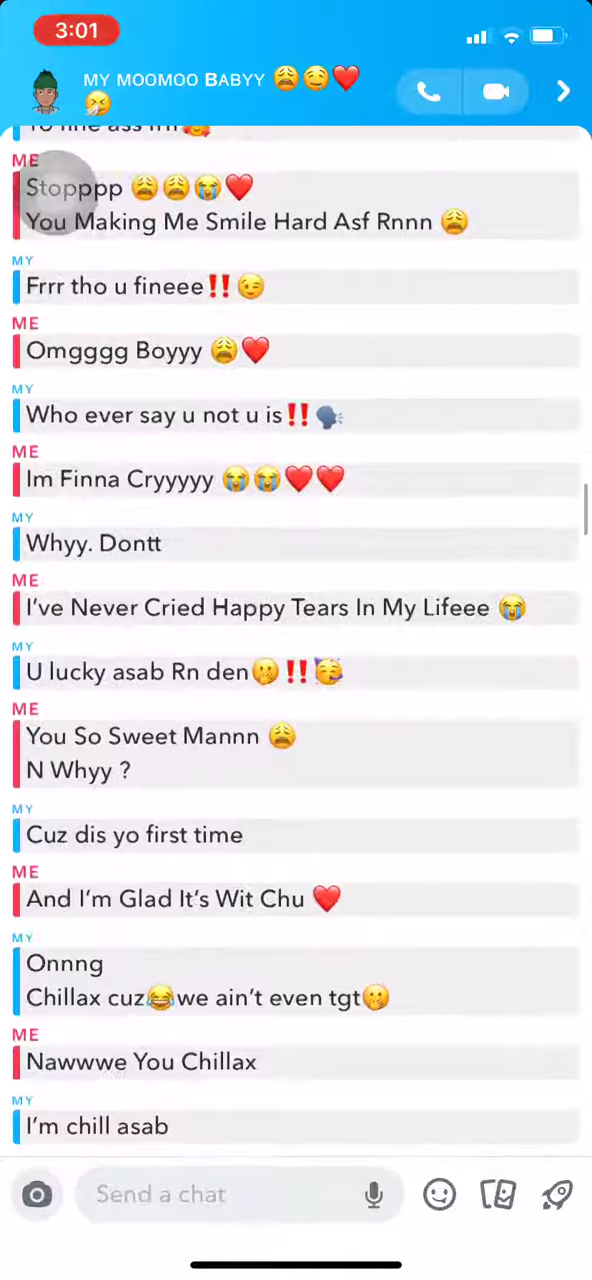 3:01
MY MOOMOO BABYY 😩🤤❤️
🤧
Yo fine ass
ME
Stopppp 😩😩😭❤️
You Making Me Smile Hard Asf Rnnn 😩
MY
Frrr tho u fineee‼️😉
ME
Omgggg Boyyy 😩❤️
MY
Who ever say u not u is‼️🗣️
ME
Im Finna Cryyyyy 😭😭❤️❤️
MY
Whyy. Dontt
ME
I've Never Cried Happy Tears In My Lifeee 😭
MY
U lucky asab Rn den🤭‼️🥳
ME
You So Sweet Mannn 😩
N Whyy ?
MY
Cuz dis yo first time
ME
And I'm Glad It's Wit Chu ❤️
MY
Onnng
Chillax cuz😂we ain't even tgt🤭
ME
Nawwwe You Chillax
MY
I'm chill asab
Send a chat